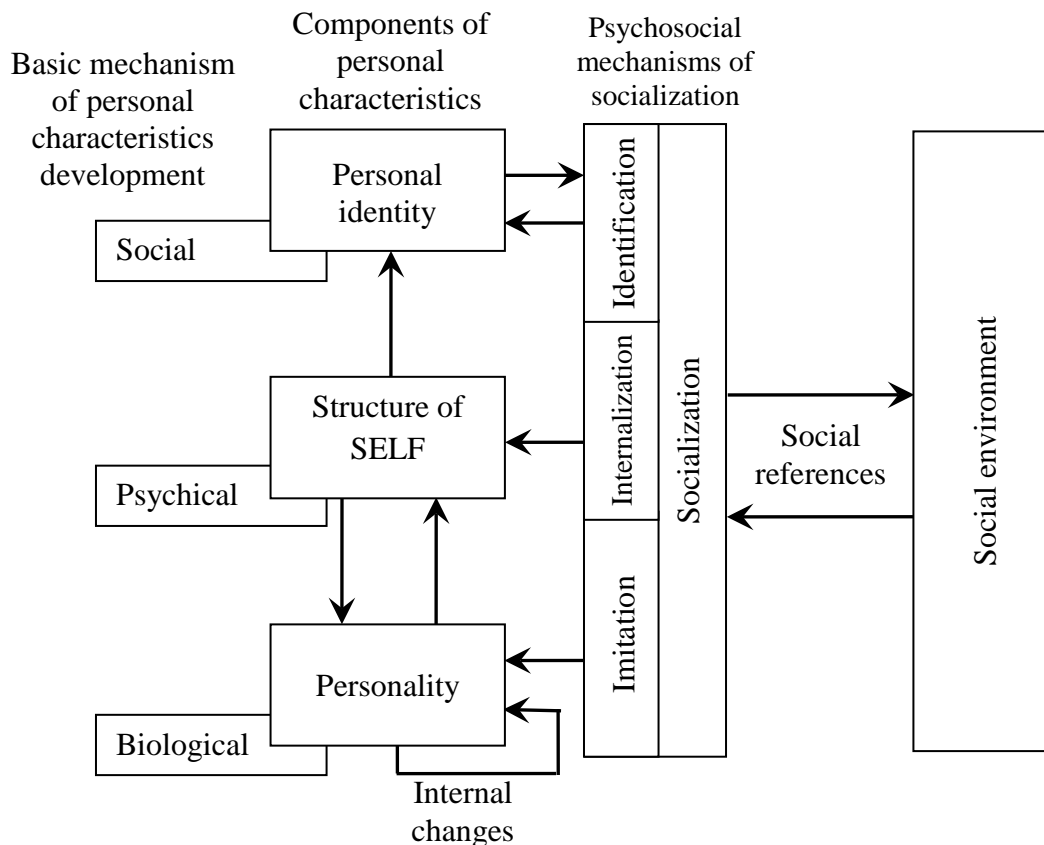 Basic mechanism
of personal
characteristics
development
Components of
personal
characteristics
Psychosocial
mechanisms of
socialization
Personal
identity
Social
Structure of
SELF
Psychical
Personality
Biological
Internal
changes
Identification
Internalization
Imitation
Socialization
Social
references
Social environment